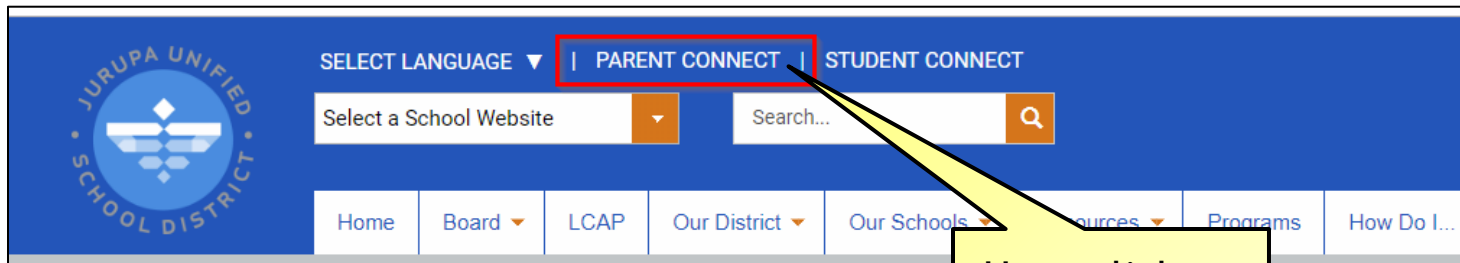 JURUPA UNIFIED
SCHOOL DISTRICT
SELECT LANGUAGE ▼ | PARENT CONNECT | STUDENT CONNECT
Select a School Website
Search...
Home Board LCAP Our District Our Schools Programs How Do I...